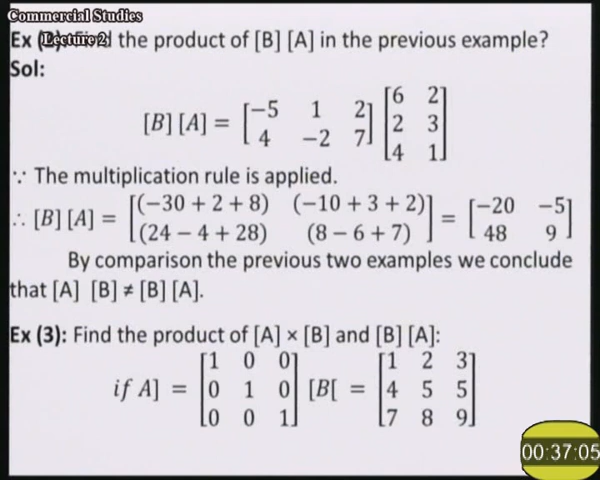 Commercial Studies
Lecture 2
Ex (2): Find the product of [B] [A] in the previous example?
Sol:
[B] [A] = [−5 1 2; 4 −2 7] [6 2; 2 3; 4 1]
∵ The multiplication rule is applied.
∴ [B] [A] = [(−30 + 2 + 8) (−10 + 3 + 2); (24 − 4 + 28) (8 − 6 + 7)] = [−20 −5; 48 9]
By comparison the previous two examples we conclude
that [A] [B] ≠ [B] [A].
Ex (3): Find the product of [A] × [B] and [B] [A]:
if A] = [1 0 0; 0 1 0; 0 0 1] [B[ = [1 2 3; 4 5 5; 7 8 9]
00:37:05